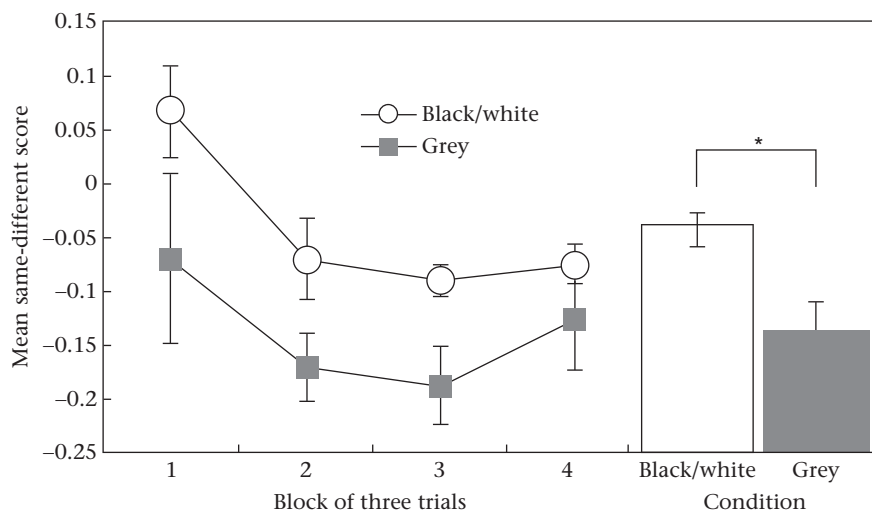 0.15
0.1
0.05
0
−0.05
−0.1
−0.15
−0.2
−0.25
Mean same-different score
Black/white
Grey
*
1 2 3 4 Black/white Grey
Block of three trials Condition